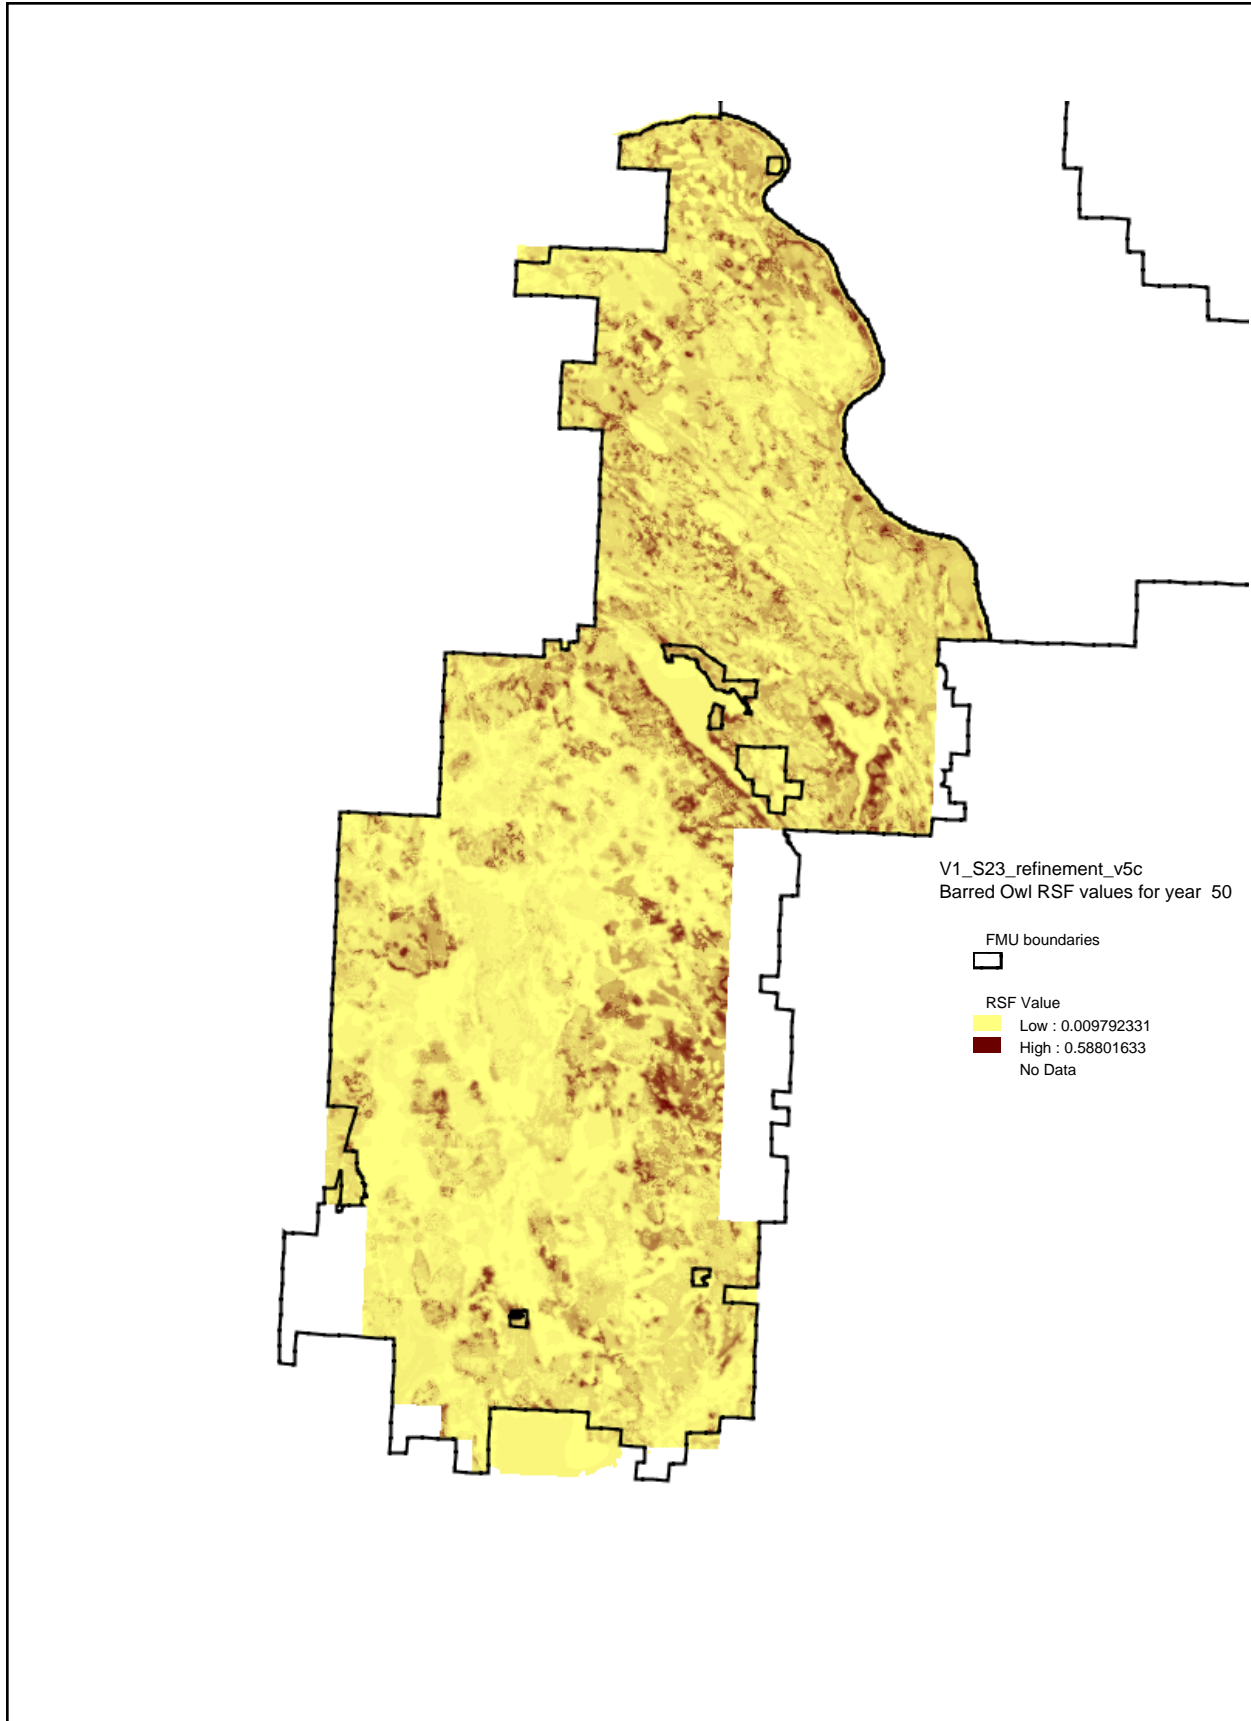 V1_S23_refinement_v5c
Barred Owl RSF values for year  50
FMU boundaries
RSF Value
Low : 0.009792331
High : 0.58801633
No Data